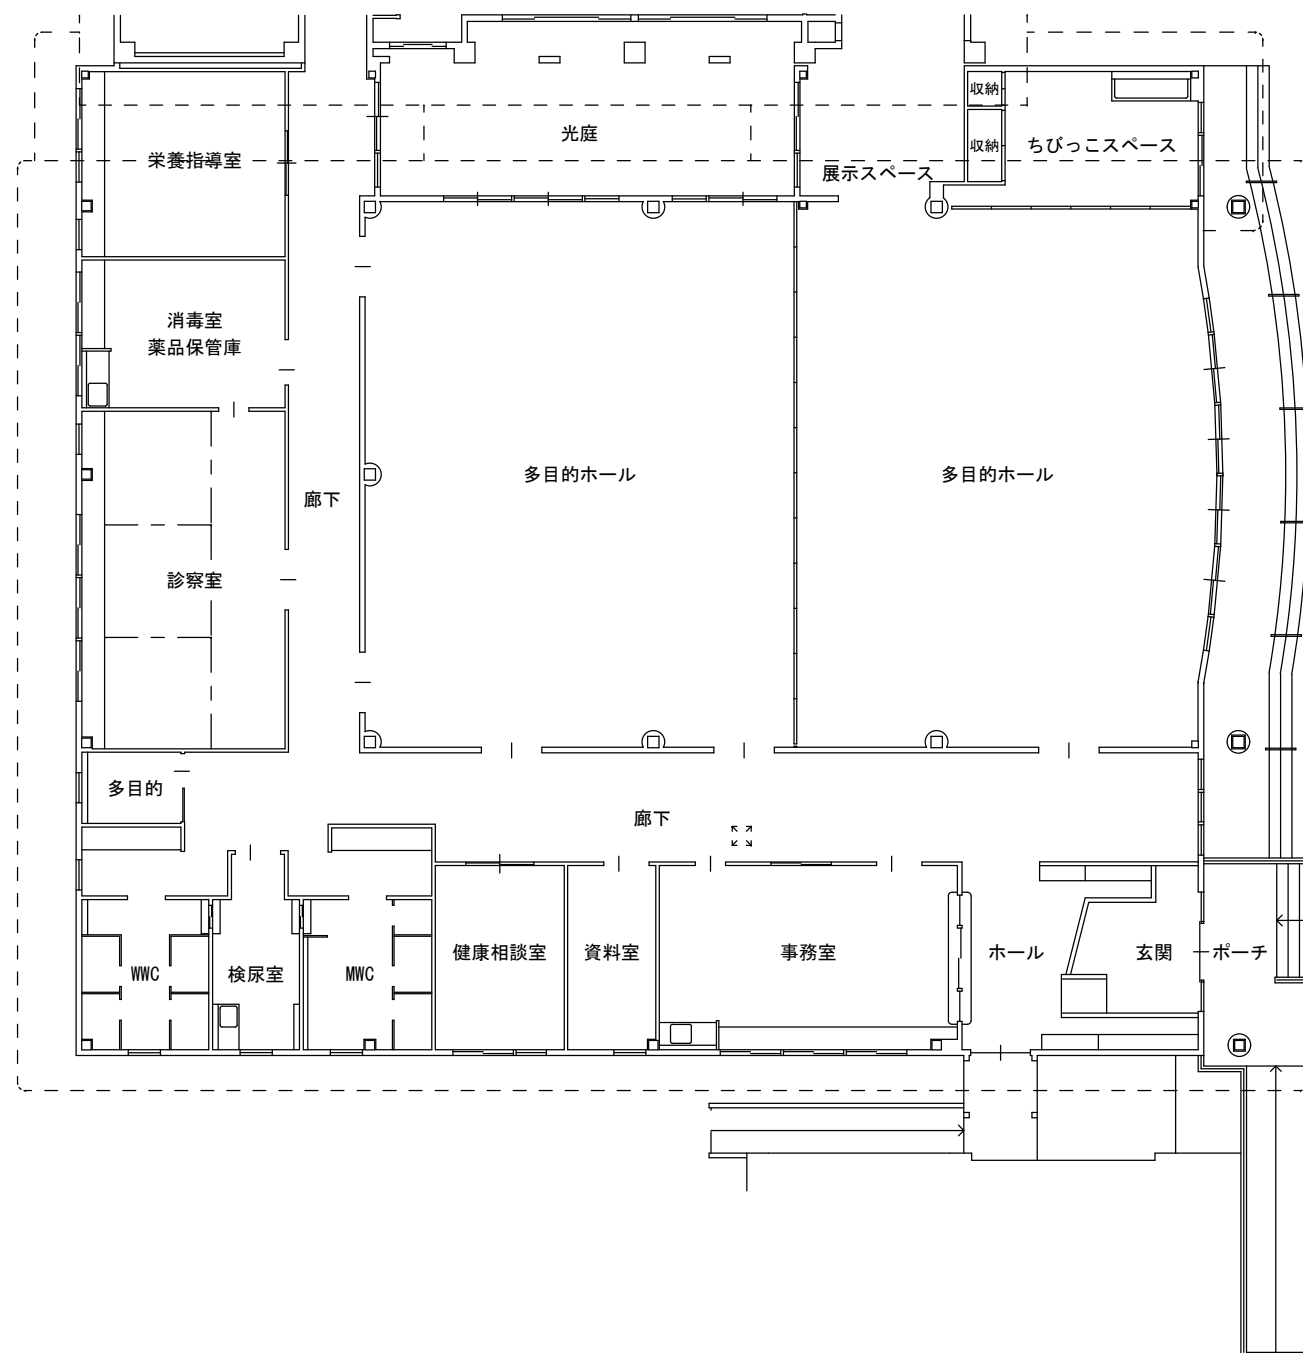 収納
光庭
収納
ちびっこスペース
栄養指導室
展示スペース
消毒室
薬品保管庫
多目的ホール
多目的ホール
廊下
診察室
多目的
廊下
WWC
検尿室
MWC
健康相談室
資料室
事務室
ホール
玄関
ポーチ